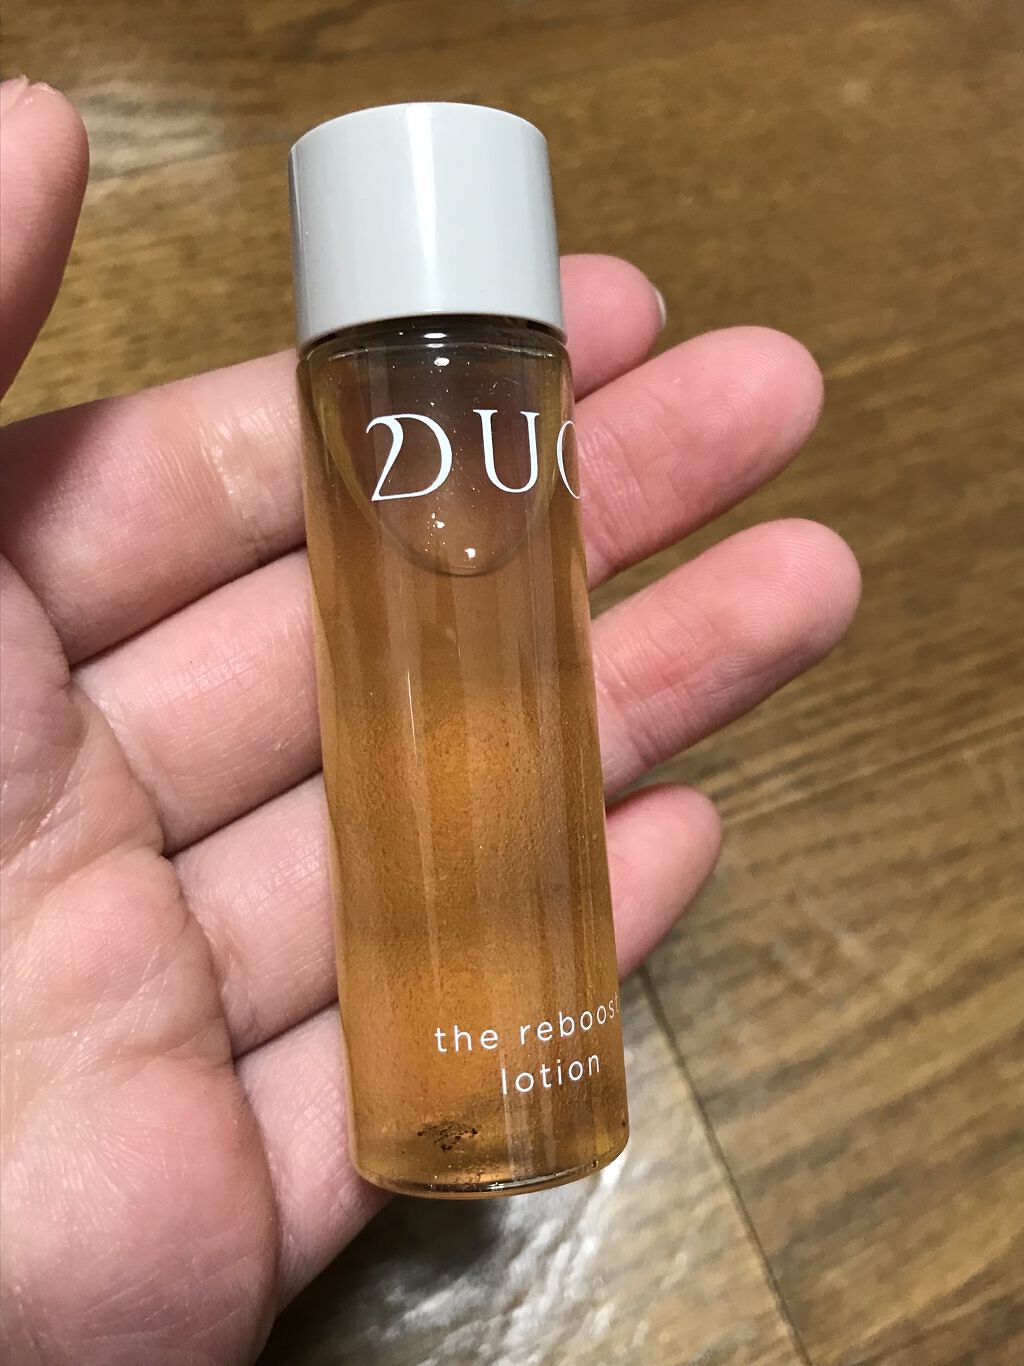 DUO
the reboost
lotion